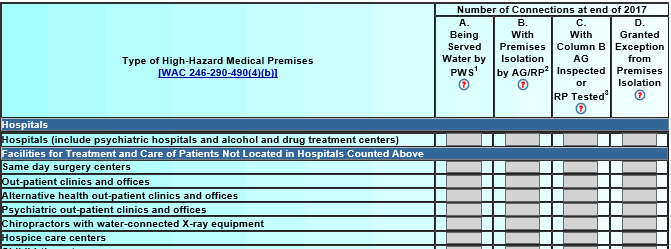 Number of Connections at end of 2017
Type of High-Hazard Medical Premises
[WAC 246-290-490(4)(b)]
A.
Being
Served
Water by
PWS1
?
B.
With
Premises
Isolation
by AG/RP2
?
C.
With
Column B
AG
Inspected
or
RP Tested3
?
D.
Granted
Exception
from
Premises
Isolation
?
Hospitals
Hospitals (include psychiatric hospitals and alcohol and drug treatment centers)
Facilities for Treatment and Care of Patients Not Located in Hospitals Counted Above
Same day surgery centers
Out-patient clinics and offices
Alternative health out-patient clinics and offices
Psychiatric out-patient clinics and offices
Chiropractors with water-connected X-ray equipment
Hospice care centers